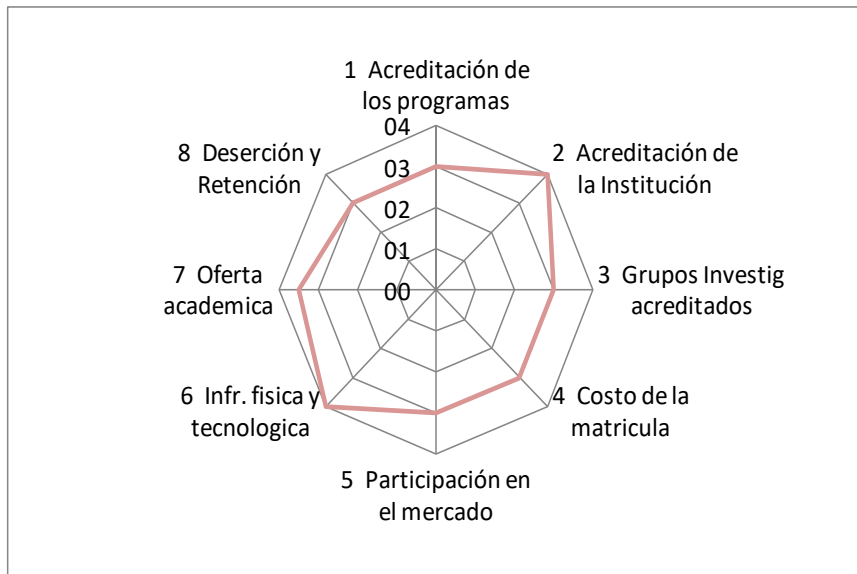 1 Acreditación de
los programas
04
03
02
01
00
2 Acreditación de
la Institución
3 Grupos Investig
acreditados
4 Costo de la
matricula
5 Participación en
el mercado
6 Infr. fisica y
tecnologica
7 Oferta
academica
8 Deserción y
Retención